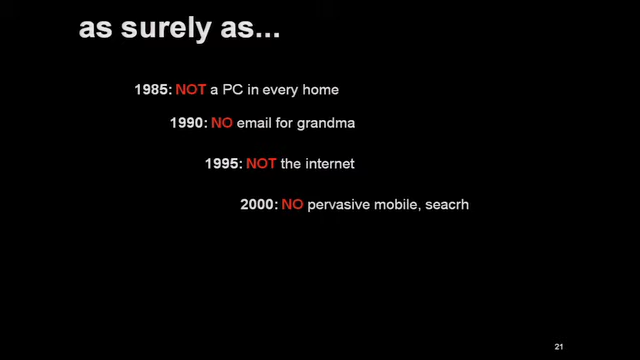 as surely as...
1985: NOT a PC in every home
1990: NO email for grandma
1995: NOT the internet
2000: NO pervasive mobile, seacrh
21